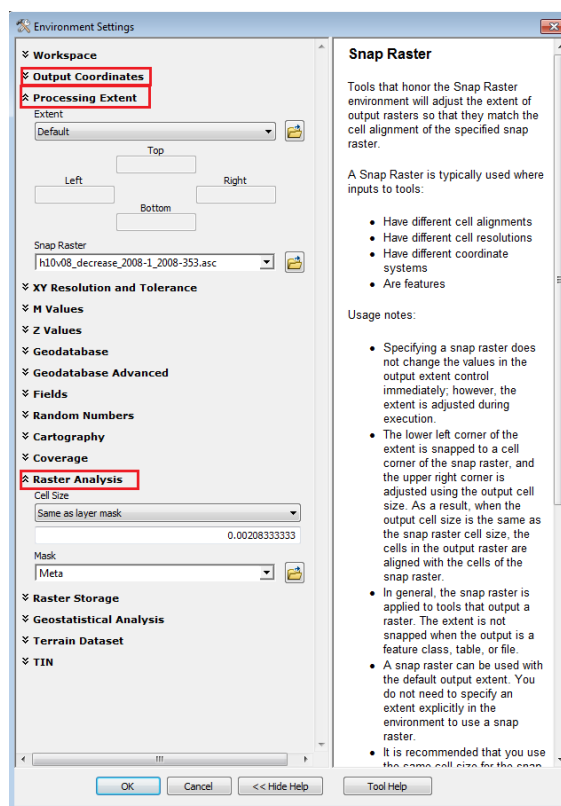 Environment Settings
Workspace
Output Coordinates
Processing Extent
Extent
Default
Top
Left
Right
Bottom
Snap Raster
h10v08_decrease_2008-1_2008-353.asc
XY Resolution and Tolerance
M Values
Z Values
Geodatabase
Geodatabase Advanced
Fields
Random Numbers
Cartography
Coverage
Raster Analysis
Cell Size
Same as layer mask
0.00208333333
Mask
Meta
Raster Storage
Geostatistical Analysis
Terrain Dataset
TIN
OK
Cancel
<< Hide Help
Tool Help
Snap Raster
Tools that honor the Snap Raster
environment will adjust the extent of
output rasters so that they match the
cell alignment of the specified snap
raster.
A Snap Raster is typically used where
inputs to tools:
• Have different cell alignments
• Have different cell resolutions
• Have different coordinate
systems
• Are features
Usage notes:
• Specifying a snap raster does
not change the values in the
output extent control
immediately; however, the
extent is adjusted during
execution.
• The lower left corner of the
extent is snapped to a cell
corner of the snap raster, and
the upper right corner is
adjusted using the output cell
size. As a result, when the
output cell size is the same as
the snap raster cell size, the
cells in the output raster are
aligned with the cells of the
snap raster.
• In general, the snap raster is
applied to tools that output a
raster. The extent is not
snapped when the output is a
feature class, table, or file.
• A snap raster can be used with
the default output extent. You
do not need to specify an
extent explicitly in the
environment to use a snap
raster.
• It is recommended that you use
the same cell size for the snap